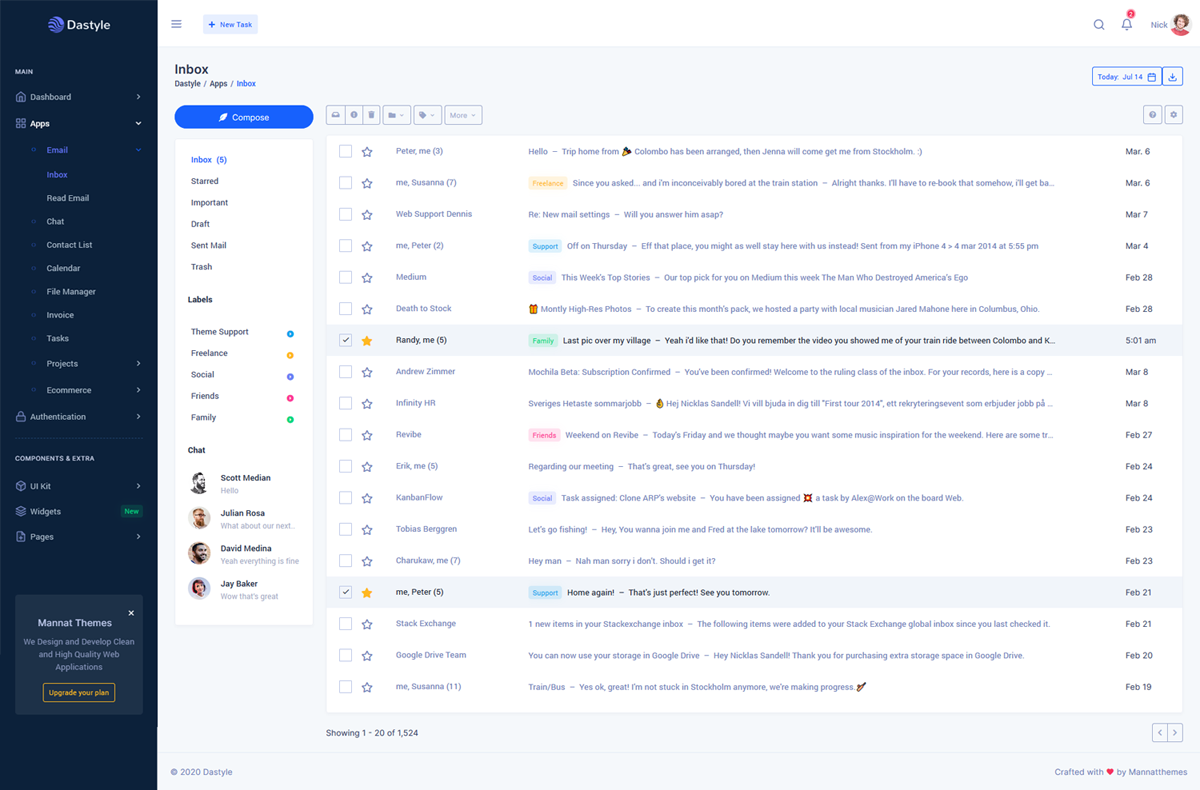 Dastyle
+ New Task
2
Nick
MAIN
Dashboard
Apps
Email
Inbox
Read Email
Chat
Contact List
Calendar
File Manager
Invoice
Tasks
Projects
Ecommerce
Authentication
COMPONENTS & EXTRA
UI Kit
Widgets New
Pages
Mannat Themes
We Design and Develop Clean
and High Quality Web
Applications
Upgrade your plan
Inbox
Dastyle / Apps / Inbox
Today: Jul 14
Compose
More
Inbox (5)
Starred
Important
Draft
Sent Mail
Trash
Labels
Theme Support
Freelance
Social
Friends
Family
Chat
Scott Median
Hello
Julian Rosa
What about our next..
David Medina
Yeah everything is fine
Jay Baker
Wow that's great
Peter, me (3) Hello – Trip home from 🎉 Colombo has been arranged, then Jenna will come get me from Stockholm. :) Mar. 6
me, Susanna (7) Freelance Since you asked... and i'm inconceivably bored at the train station – Alright thanks. I'll have to re-book that somehow, i'll get ba... Mar. 6
Web Support Dennis Re: New mail settings – Will you answer him asap? Mar 7
me, Peter (2) Support Off on Thursday – Eff that place, you might as well stay here with us instead! Sent from my iPhone 4 > 4 mar 2014 at 5:55 pm Mar 4
Medium Social This Week's Top Stories – Our top pick for you on Medium this week The Man Who Destroyed America's Ego Feb 28
Death to Stock 🎁 Montly High-Res Photos – To create this month's pack, we hosted a party with local musician Jared Mahone here in Columbus, Ohio. Feb 28
Randy, me (5) Family Last pic over my village – Yeah i'd like that! Do you remember the video you showed me of your train ride between Colombo and K... 5:01 am
Andrew Zimmer Mochila Beta: Subscription Confirmed – You've been confirmed! Welcome to the ruling class of the inbox. For your records, here is a copy ... Mar 8
Infinity HR Sveriges Hetaste sommarjobb – Hej Nicklas Sandell! Vi vill bjuda in dig till "First tour 2014", ett rekryteringsevent som erbjuder jobb på ... Mar 8
Revibe Friends Weekend on Revibe – Today's Friday and we thought maybe you want some music inspiration for the weekend. Here are some tr... Feb 27
Erik, me (5) Regarding our meeting – That's great, see you on Thursday! Feb 24
KanbanFlow Social Task assigned: Clone ARP's website – You have been assigned 💥 a task by Alex@Work on the board Web. Feb 24
Tobias Berggren Let's go fishing! – Hey, You wanna join me and Fred at the lake tomorrow? It'll be awesome. Feb 23
Charukaw, me (7) Hey man – Nah man sorry i don't. Should i get it? Feb 23
me, Peter (5) Support Home again! – That's just perfect! See you tomorrow. Feb 21
Stack Exchange 1 new items in your Stackexchange inbox – The following items were added to your Stack Exchange global inbox since you last checked it. Feb 21
Google Drive Team You can now use your storage in Google Drive – Hey Nicklas Sandell! Thank you for purchasing extra storage space in Google Drive. Feb 20
me, Susanna (11) Train/Bus – Yes ok, great! I'm not stuck in Stockholm anymore, we're making progress. Feb 19
Showing 1 - 20 of 1,524
© 2020 Dastyle
Crafted with ❤ by Mannatthemes